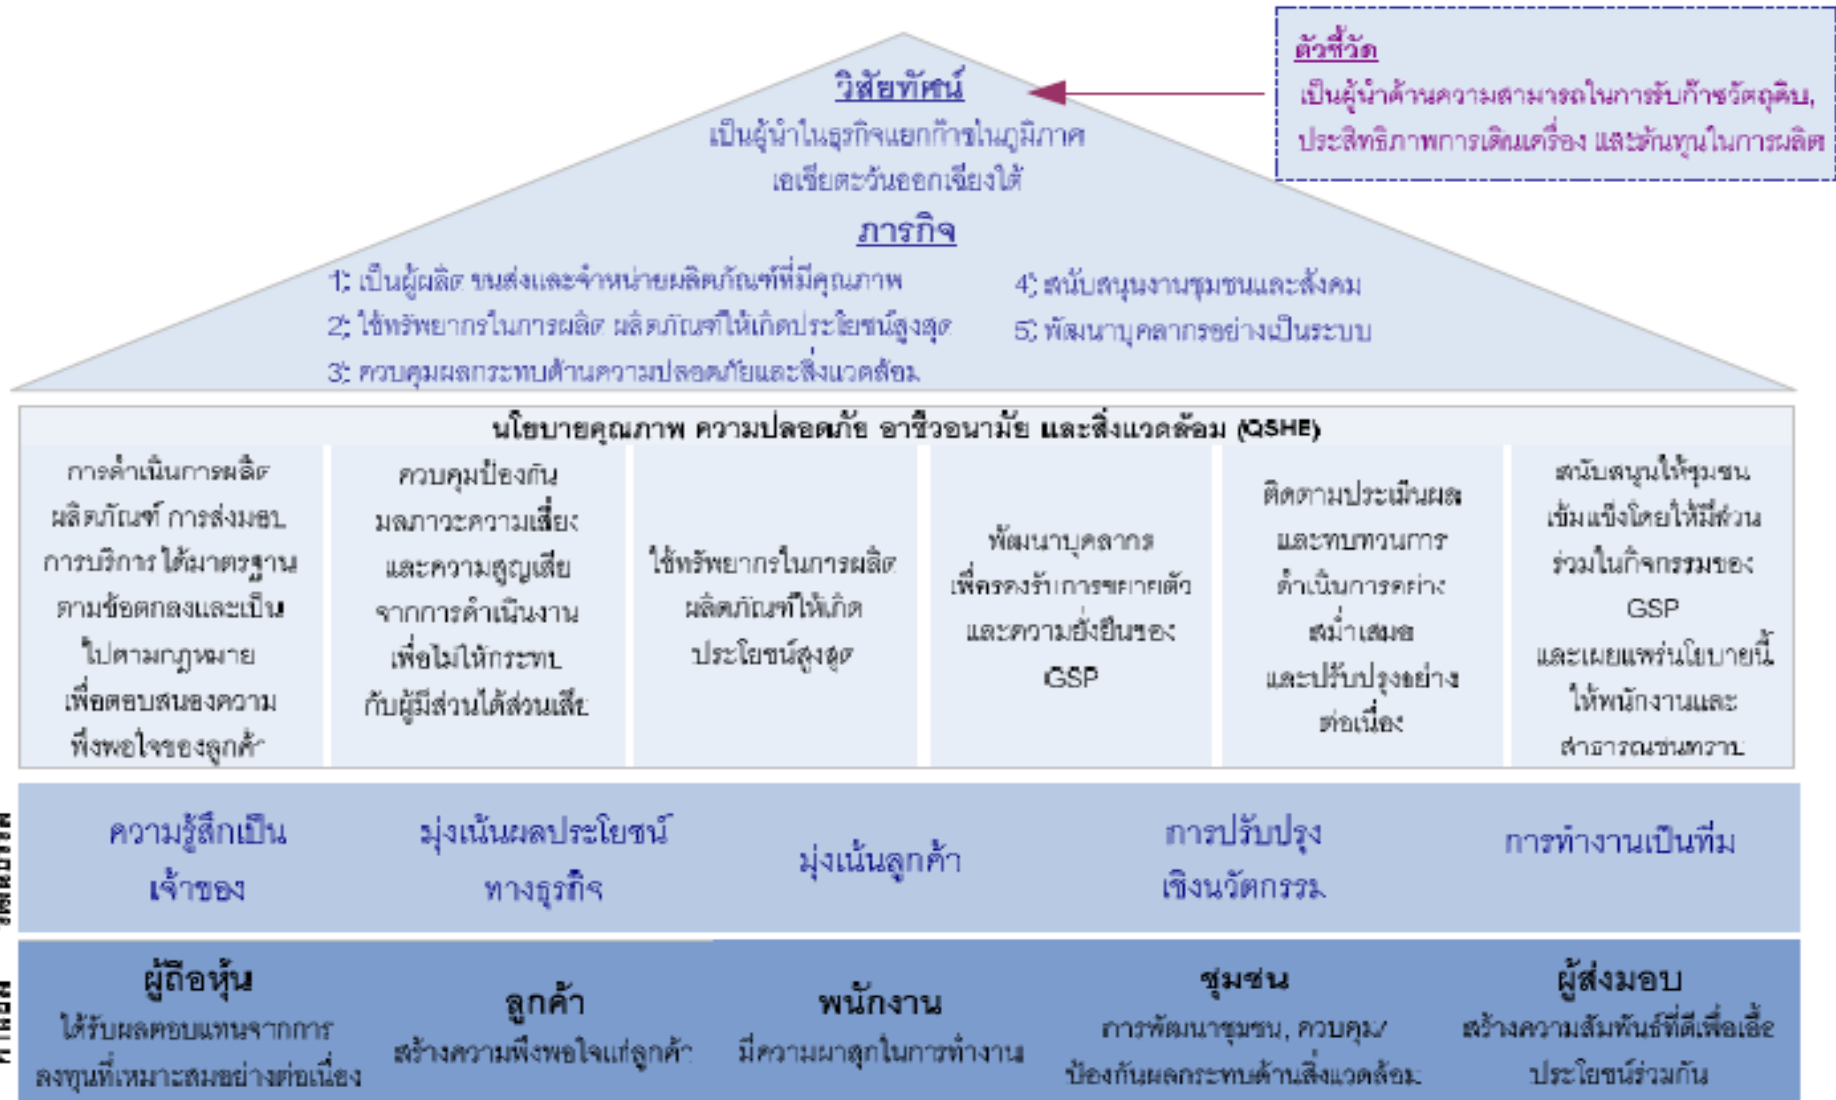 ตัวชี้วัด
เป็นผู้นำด้านความสามารถในการรับก๊าซวัตถุดิบ,
ประสิทธิภาพการเดินเครื่อง และต้นทุนในการผลิต
วิสัยทัศน์
เป็นผู้นำในธุรกิจแยกก๊าซในภูมิภาค
เอเชียตะวันออกเฉียงใต้
ภารกิจ
1) เป็นผู้ผลิต ขนส่งและจำหน่ายผลิตภัณฑ์ที่มีคุณภาพ
2) ใช้ทรัพยากรในการผลิต ผลิตภัณฑ์ให้เกิดประโยชน์สูงสุด
3) ควบคุมผลกระทบด้านความปลอดภัยและสิ่งแวดล้อม
4) สนับสนุนงานชุมชนและสังคม
5) พัฒนาบุคลากรอย่างเป็นระบบ
นโยบายคุณภาพ ความปลอดภัย อาชีวอนามัย และสิ่งแวดล้อม (QSHE)
การดำเนินการผลิต
ผลิตภัณฑ์ การส่งมอบ
การบริการ ได้มาตรฐาน
ตามข้อตกลงและเป็น
ไปตามกฎหมาย
เพื่อตอบสนองความ
พึงพอใจของลูกค้า
ควบคุมป้องกัน
มลภาวะความเสี่ยง
และความสูญเสีย
จากการดำเนินงาน
เพื่อไม่ให้กระทบ
กับผู้มีส่วนได้ส่วนเสีย
ใช้ทรัพยากรในการผลิต
ผลิตภัณฑ์ให้เกิด
ประโยชน์สูงสุด
พัฒนาบุคลากร
เพื่อรองรับการขยายตัว
และความยั่งยืนของ
GSP
ติดตามประเมินผล
และทบทวนการ
ดำเนินการอย่าง
สม่ำเสมอ
และปรับปรุงอย่าง
ต่อเนื่อง
สนับสนุนให้ชุมชน
เข้มแข็งโดยให้มีส่วน
ร่วมในกิจกรรมของ
GSP
และเผยแพร่นโยบายนี้
ให้พนักงานและ
สาธารณชนทราบ
ความรู้สึกเป็น
เจ้าของ
มุ่งเน้นผลประโยชน์
ทางธุรกิจ
มุ่งเน้นลูกค้า
การปรับปรุง
เชิงนวัตกรรม
การทำงานเป็นทีม
ผู้ถือหุ้น
ได้รับผลตอบแทนจากการ
ลงทุนที่เหมาะสมอย่างต่อเนื่อง
ลูกค้า
สร้างความพึงพอใจแก่ลูกค้า
พนักงาน
มีความผาสุกในการทำงาน
ชุมชน
การพัฒนาชุมชน, ควบคุม/
ป้องกันผลกระทบด้านสิ่งแวดล้อม
ผู้ส่งมอบ
สร้างความสัมพันธ์ที่ดีเพื่อเอื้อ
ประโยชน์ร่วมกัน